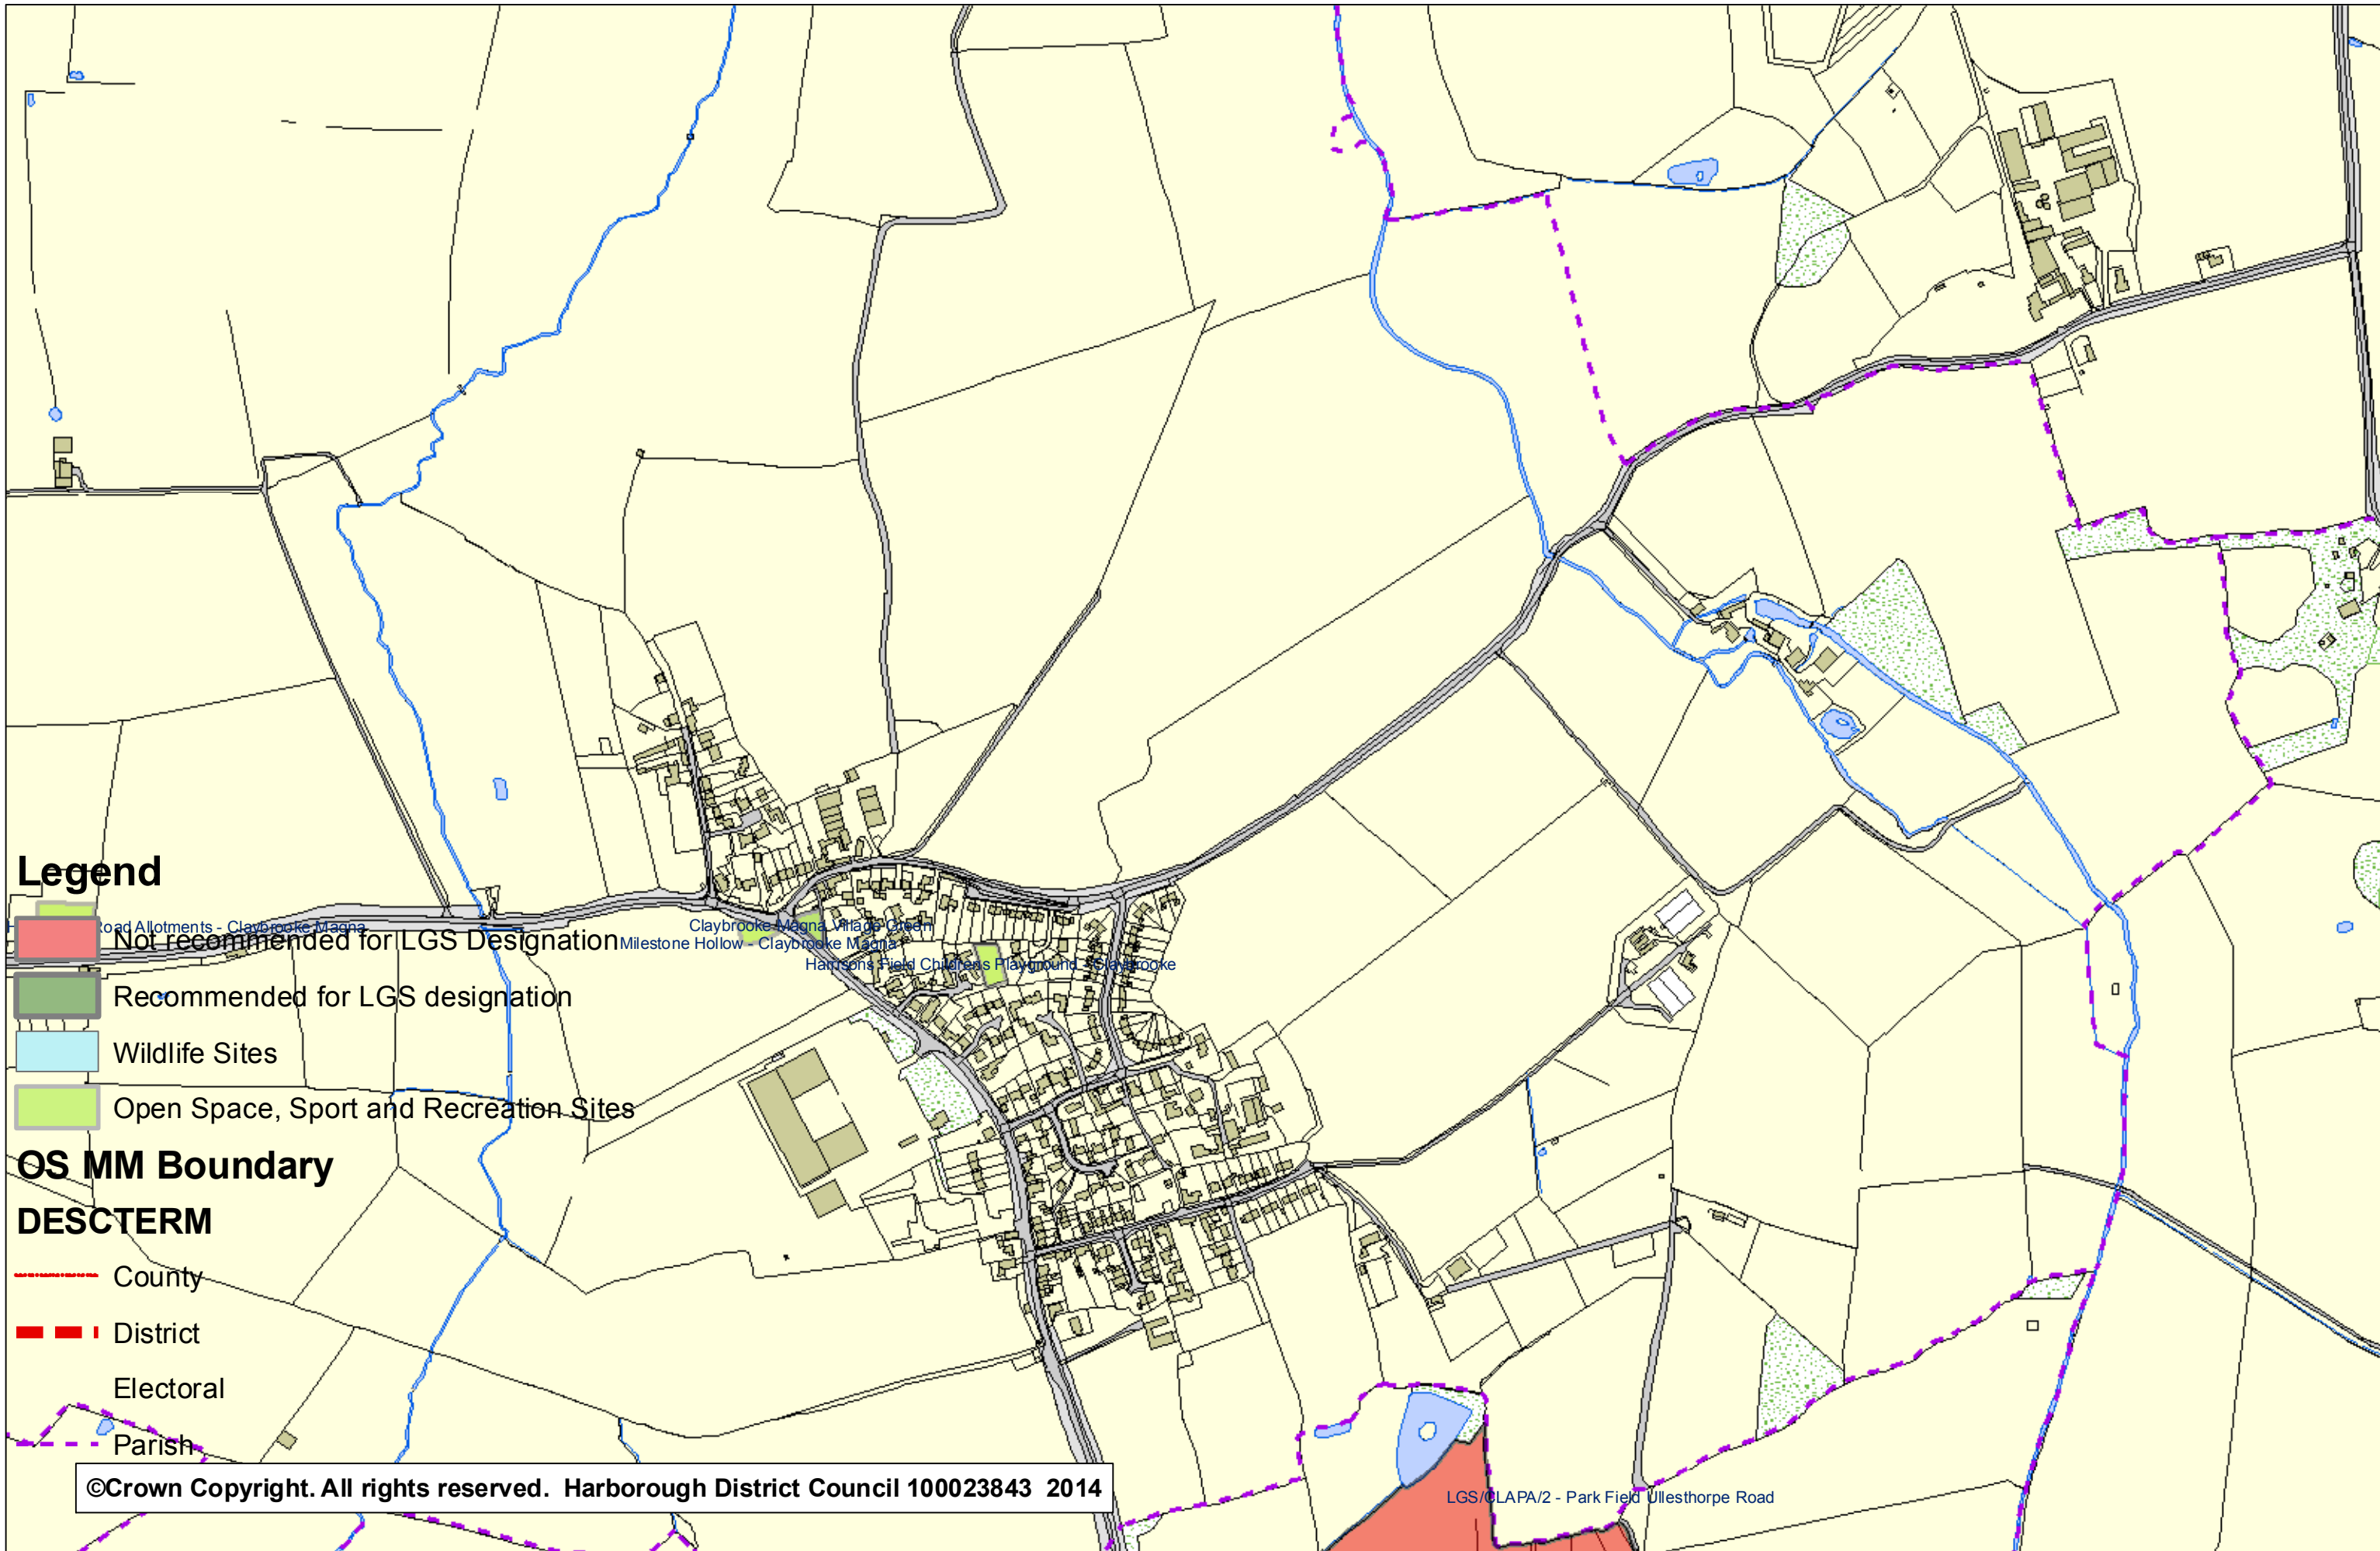 Legend
Road Allotments - Claybrooke Magna
Claybrooke Magna Village Green
Not recommended for LGS Designation
Milestone Hollow - Claybrooke Magna
Harrisons Field Childrens Playground - Claybrooke
Recommended for LGS designation
Wildlife Sites
Open Space, Sport and Recreation Sites
OS MM Boundary
DESCTERM
County
District
Electoral
Parish
©Crown Copyright. All rights reserved. Harborough District Council 100023843 2014
LGS/CLAPA/2 - Park Field Ullesthorpe Road